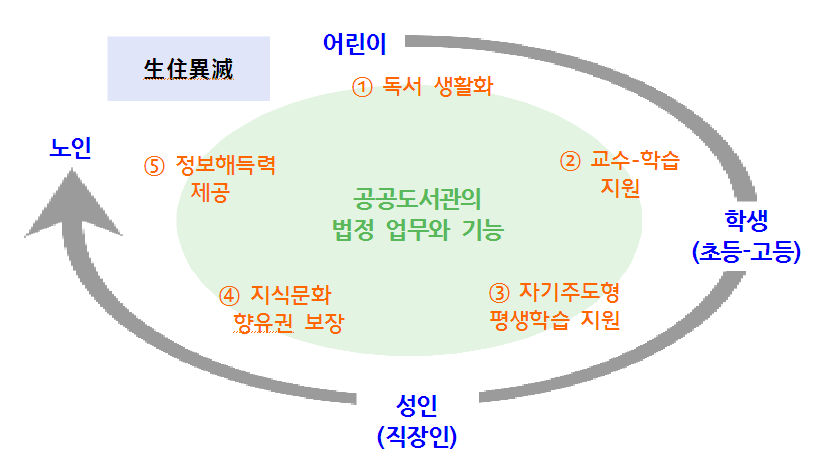 生住異滅
어린이
① 독서 생활화
② 교수-학습
지원
학생
(초등-고등)
③ 자기주도형
평생학습 지원
성인
(직장인)
④ 지식문화
향유권 보장
⑤ 정보해득력
제공
노인
공공도서관의
법정 업무와 기능